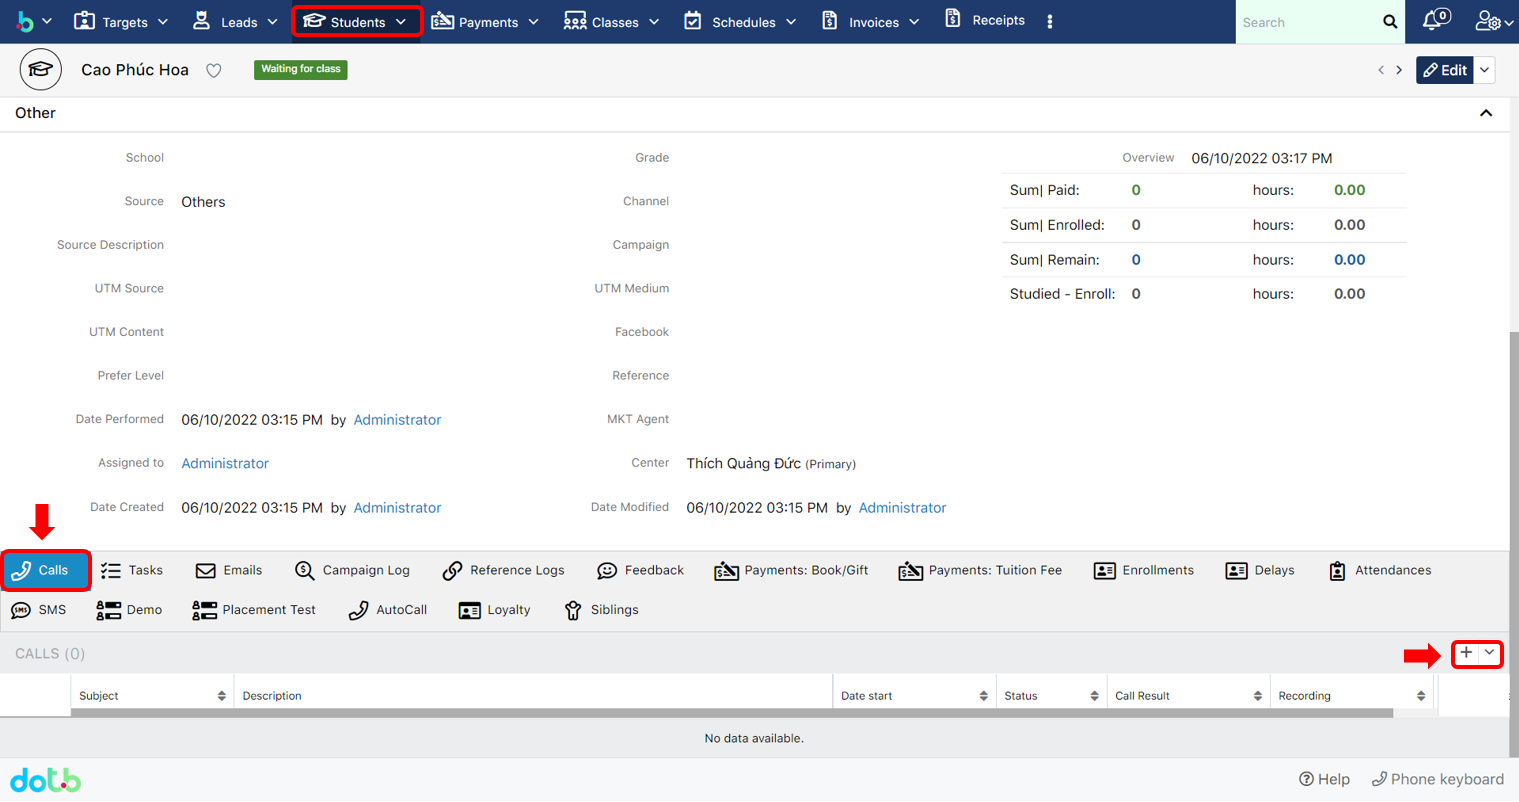 Targets Leads Students Payments Classes Schedules Invoices Receipts Search 0
Cao Phúc Hoa Waiting for class Edit
Other
School Grade Overview 06/10/2022 03:17 PM
Sum| Paid: 0 hours: 0.00
Source Others Channel
Sum| Enrolled: 0 hours: 0.00
Source Description Campaign
Sum| Remain: 0 hours: 0.00
UTM Source UTM Medium
Studied - Enroll: 0 hours: 0.00
UTM Content Facebook
Prefer Level Reference
Date Performed 06/10/2022 03:15 PM by Administrator MKT Agent
Assigned to Administrator Center Thích Quảng Đức (Primary)
Date Created 06/10/2022 03:15 PM by Administrator Date Modified 06/10/2022 03:15 PM by Administrator
Calls Tasks Emails Campaign Log Reference Logs Feedback Payments: Book/Gift Payments: Tuition Fee Enrollments Delays Attendances
SMS SMS Demo Placement Test AutoCall Loyalty Siblings
CALLS (0)
Subject Description Date start Status Call Result Recording
No data available.
dotb Help Phone keyboard